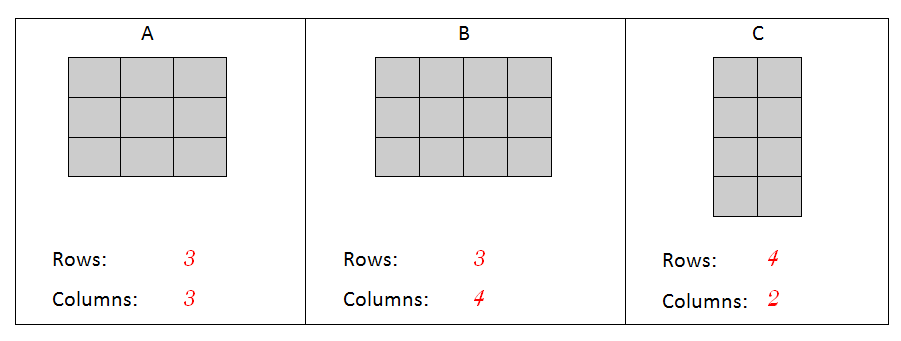 A
Rows: 3
Columns: 3
B
Rows: 3
Columns: 4
C
Rows: 4
Columns: 2